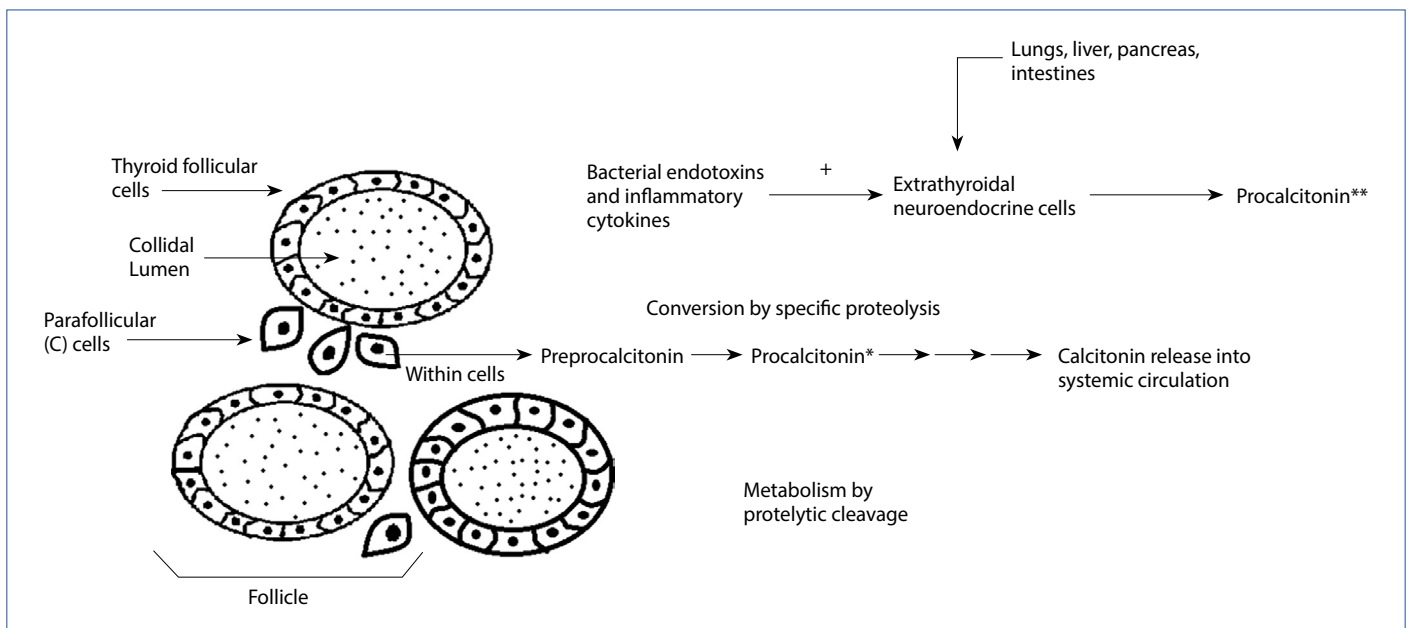 Lungs, liver, pancreas,
intestines
Thyroid follicular
cells
Bacterial endotoxins
and inflammatory
cytokines
+
Extrathyroidal
neuroendocrine cells
Procalcitonin**
Collidal
Lumen
Parafollicular
(C) cells
Conversion by specific proteolysis
Within cells
Preprocalcitonin
Procalcitonin*
Calcitonin release into
systemic circulation
Metabolism by
protelytic cleavage
Follicle